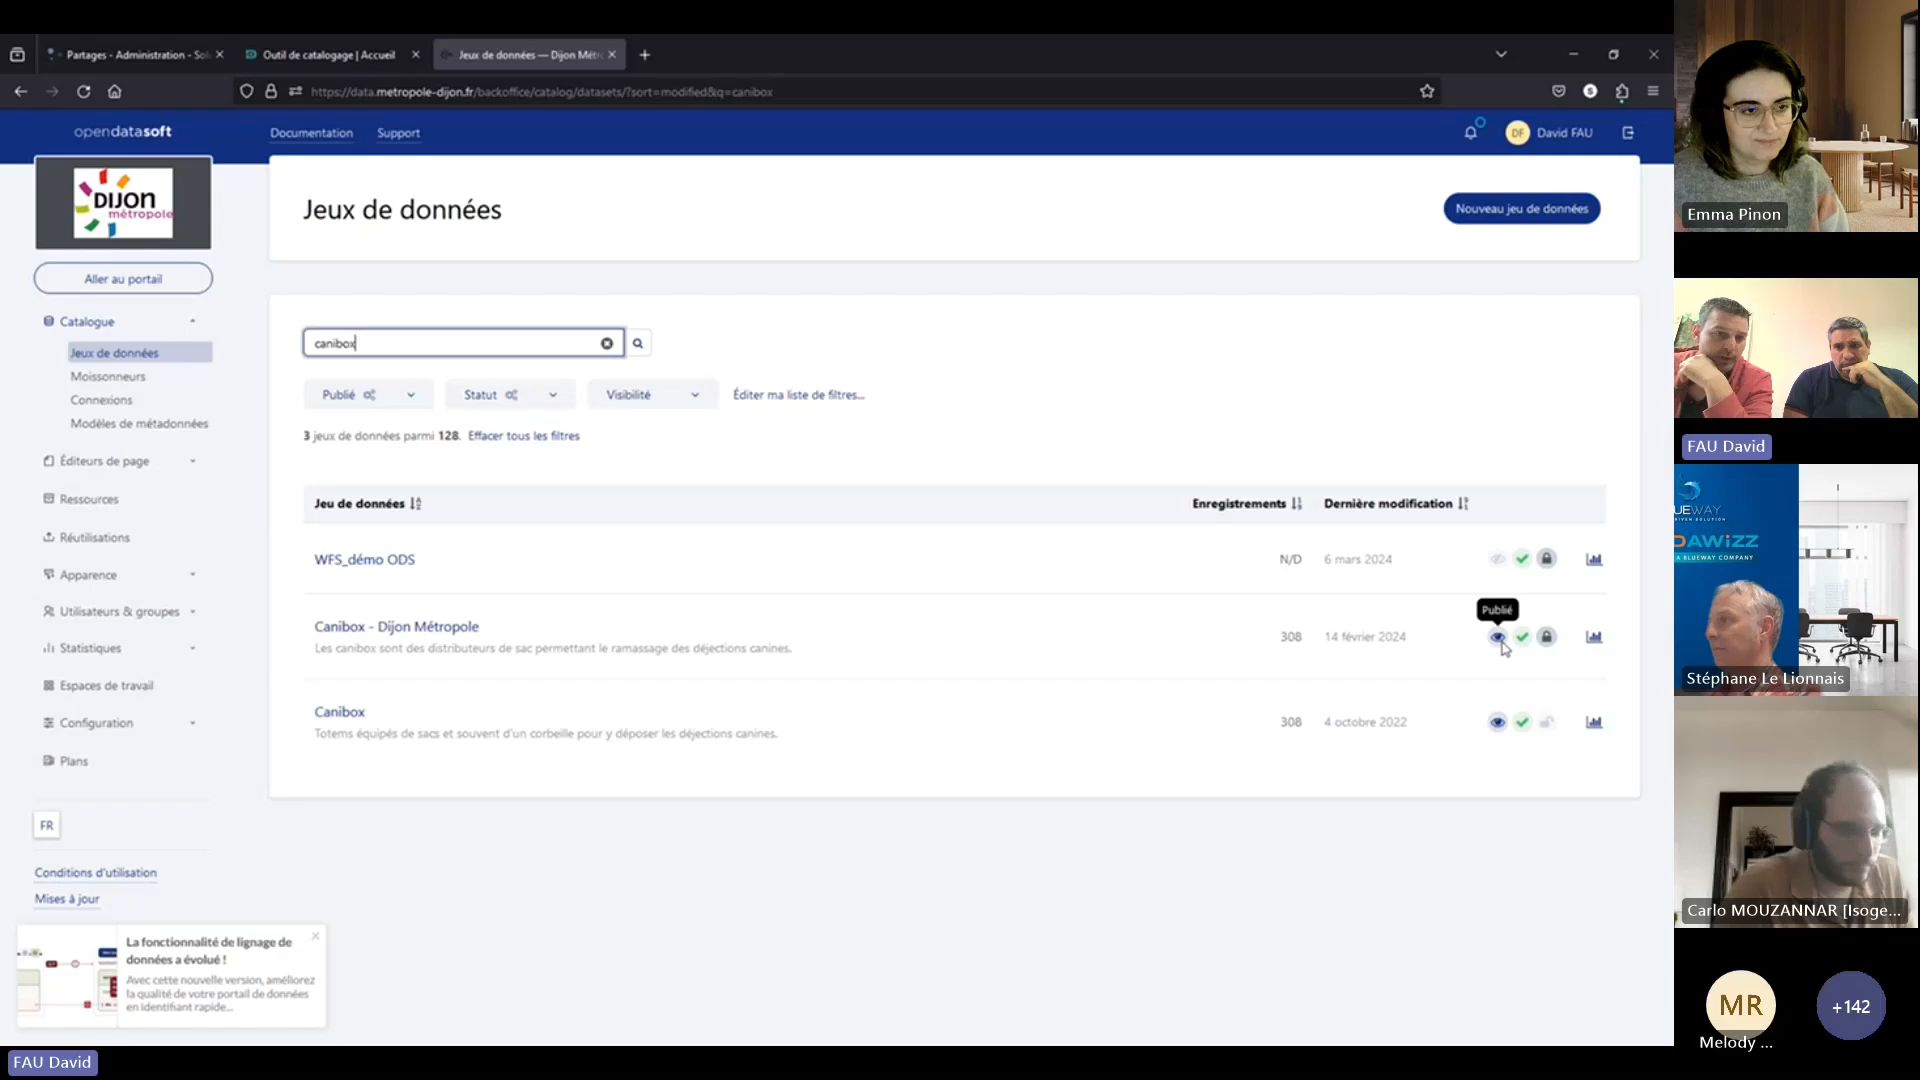 Partages - Administration - Sol
Outil de catalogage | Accueil
Jeux de données — Dijon Métr
https://data.metropole-dijon.fr/backoffice/catalog/datasets/?sort=modified&q=canibox
opendatasoft
Documentation
Support
DF
David FAU
DIJON
métropole
Aller au portail
Catalogue
Jeux de données
Moissonneurs
Connexions
Modèles de métadonnées
Éditeurs de page
Ressources
Réutilisations
Apparence
Utilisateurs & groupes
Statistiques
Espaces de travail
Configuration
Plans
FR
Conditions d'utilisation
Mises à jour
La fonctionnalité de lignage de
données a évolué !
Avec cette nouvelle version, améliorez
la qualité de votre portail de données
en identifiant rapide...
Jeux de données
Nouveau jeu de données
canibox
Publié
Statut
Visibilité
Éditer ma liste de filtres...
3 jeux de données parmi 128. Effacer tous les filtres
Jeu de données
Enregistrements
Dernière modification
WFS_démo ODS
N/D
6 mars 2024
Publié
Canibox - Dijon Métropole
308
14 février 2024
Les canibox sont des distributeurs de sac permettant le ramassage des déjections canines.
Canibox
308
4 octobre 2022
Totems équipés de sacs et souvent d'un corbeille pour y déposer les déjections canines.
Emma Pinon
FAU David
UEWAY
DAWIZZ
A BLUEWAY COMPANY
Stéphane Le Lionnais
Carlo MOUZANNAR [Isoge...
MR
Melody ...
+142
FAU David